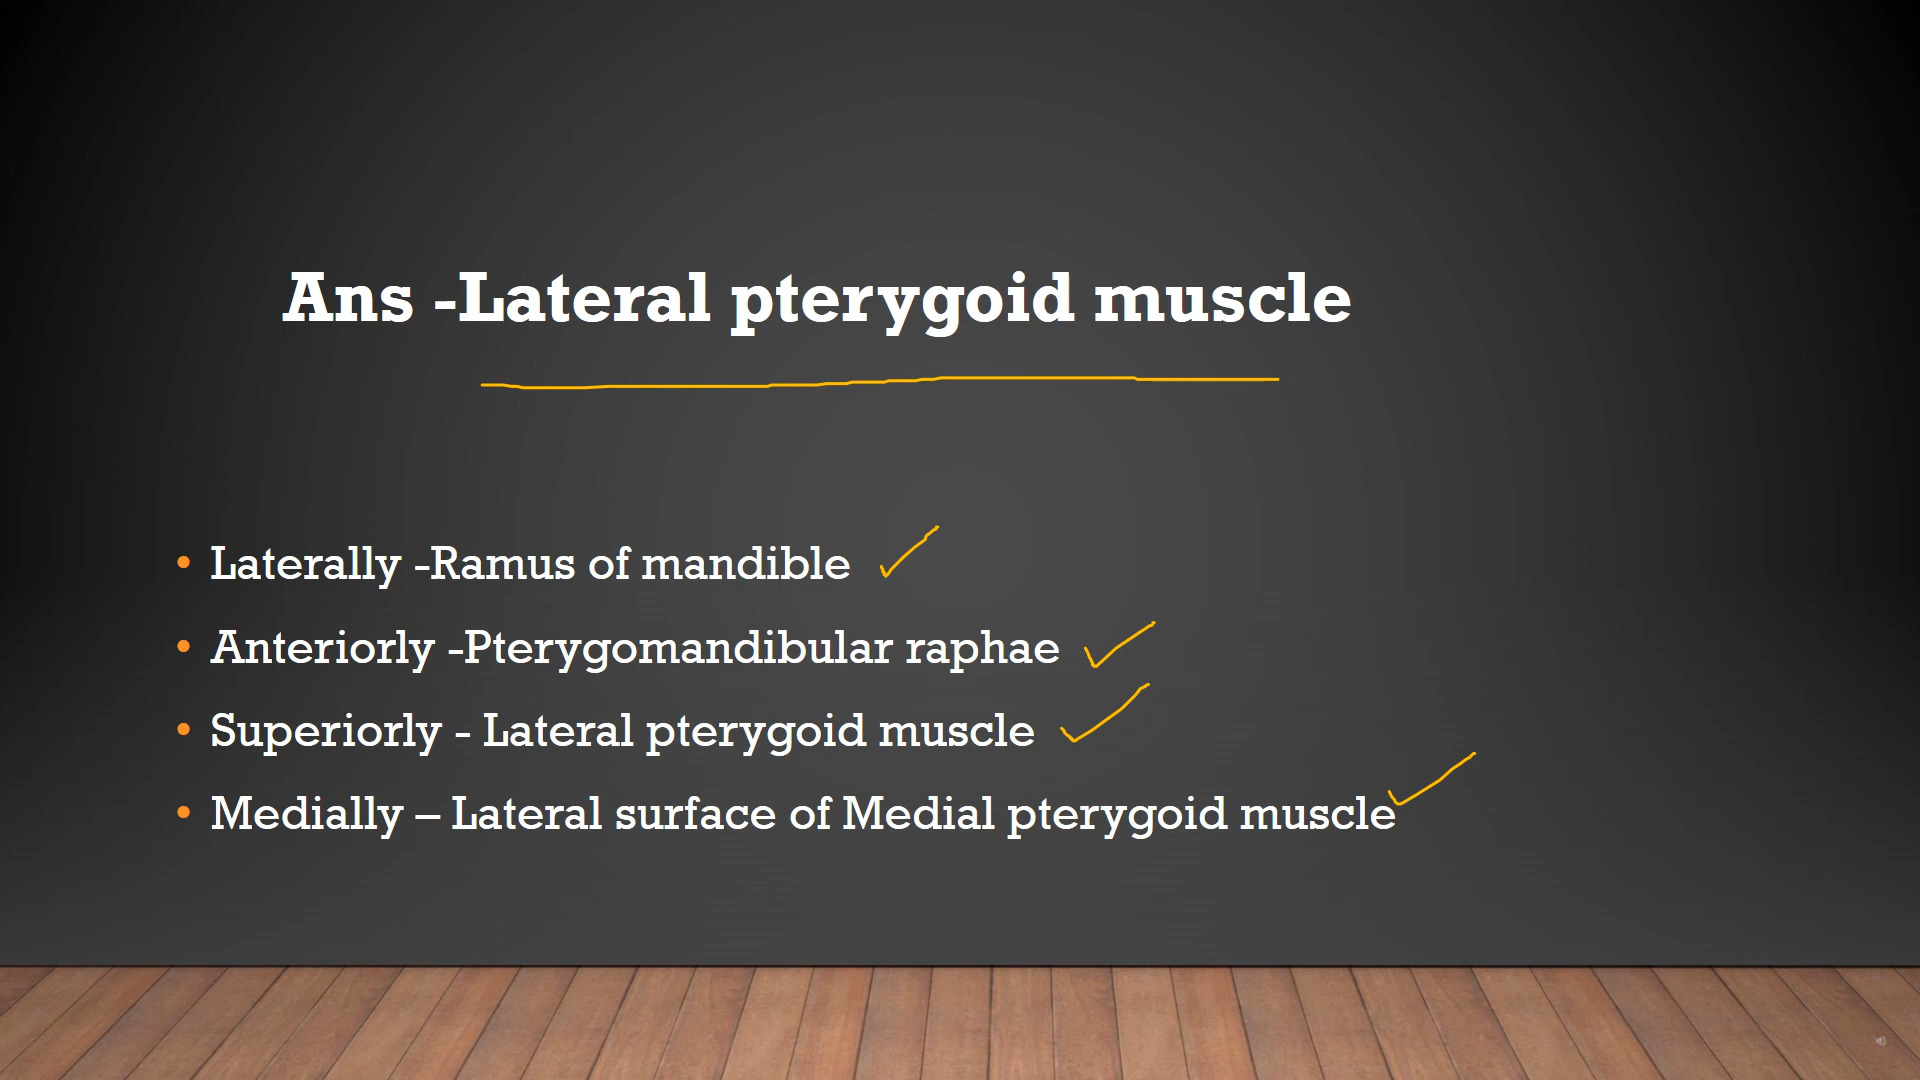 Ans -Lateral pterygoid muscle
• Laterally -Ramus of mandible
• Anteriorly -Pterygomandibular raphae
• Superiorly - Lateral pterygoid muscle
• Medially – Lateral surface of Medial pterygoid muscle